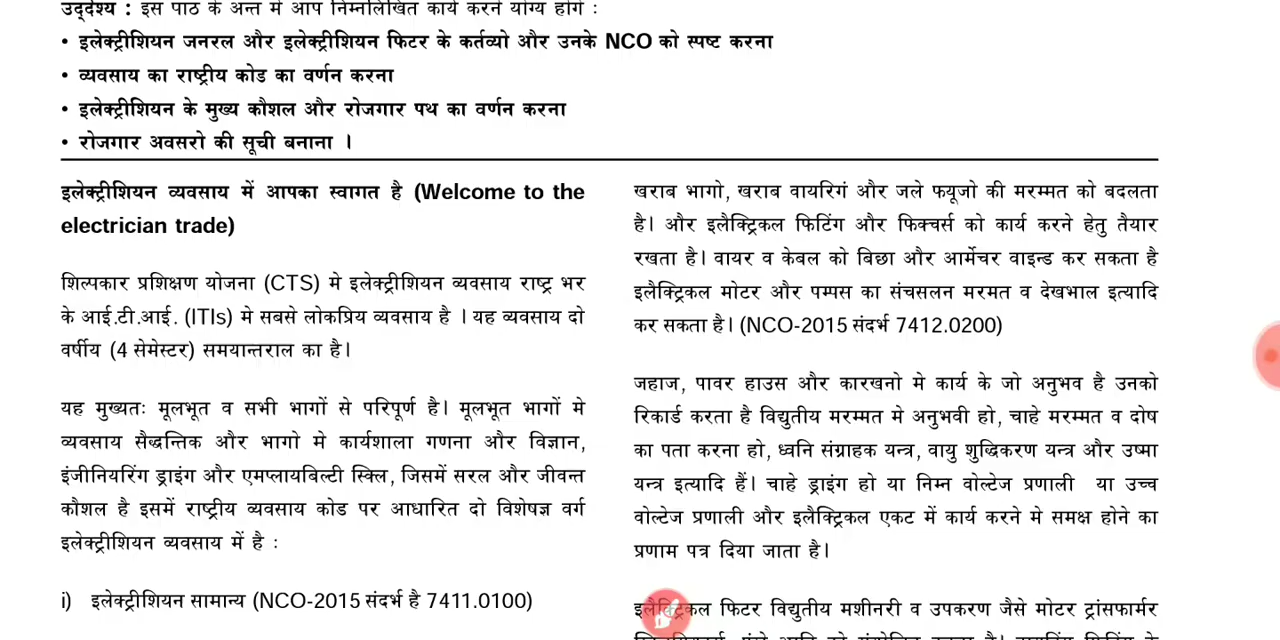 उद्देश्य : इस पाठ के अन्त में आप निम्नलिखित कार्य करने योग्य होंगे :
• इलेक्ट्रीशियन जनरल और इलेक्ट्रीशियन फिटर के कर्तव्यो और उनके NCO को स्पष्ट करना
• व्यवसाय का राष्ट्रीय कोड का वर्णन करना
• इलेक्ट्रीशियन के मुख्य कौशल और रोजगार पथ का वर्णन करना
• रोजगार अवसरो की सूची बनाना ।
इलेक्ट्रीशियन व्यवसाय में आपका स्वागत है (Welcome to the
electrician trade)
शिल्पकार प्रशिक्षण योजना (CTS) मे इलेक्ट्रीशियन व्यवसाय राष्ट्र भर
के आई.टी.आई. (ITIs) मे सबसे लोकप्रिय व्यवसाय है । यह व्यवसाय दो
वर्षीय (4 सेमेस्टर) समयान्तराल का है।
यह मुख्यतः मूलभूत व सभी भागों से परिपूर्ण है। मूलभूत भागों मे
व्यवसाय सैद्धन्तिक और भागो मे कार्यशाला गणना और विज्ञान,
इंजीनियरिंग ड्राइंग और एमप्लायबिल्टी स्क्लि, जिसमें सरल और जीवन्त
कौशल है इसमें राष्ट्रीय व्यवसाय कोड पर आधारित दो विशेषज्ञ वर्ग
इलेक्ट्रीशियन व्यवसाय में है :
i) इलेक्ट्रीशियन सामान्य (NCO-2015 संदर्भ है 7411.0100)
खराब भागो, खराब वायरिगं और जले फयूजो की मरम्मत को बदलता
है। और इलैक्ट्रिकल फिटिंग और फिक्चर्स को कार्य करने हेतु तैयार
रखता है। वायर व केबल को बिछा और आर्मेचर वाइन्ड कर सकता है
इलैक्ट्रिकल मोटर और पम्पस का संचसलन मरमत व देखभाल इत्यादि
कर सकता है। (NCO-2015 संदर्भ 7412.0200)
जहाज, पावर हाउस और कारखनो मे कार्य के जो अनुभव है उनको
रिकार्ड करता है विद्युतीय मरम्मत मे अनुभवी हो, चाहे मरम्मत व दोष
का पता करना हो, ध्वनि संग्राहक यन्त्र, वायु शुद्धिकरण यन्त्र और उष्मा
यन्त्र इत्यादि हैं। चाहे ड्राइंग हो या निम्न वोल्टेज प्रणाली या उच्च
वोल्टेज प्रणाली और इलैक्ट्रिकल एकट में कार्य करने मे समक्ष होने का
प्रणाम पत्र दिया जाता है।
इलैक्ट्रिकल फिटर विद्युतीय मशीनरी व उपकरण जैसे मोटर ट्रांसफार्मर